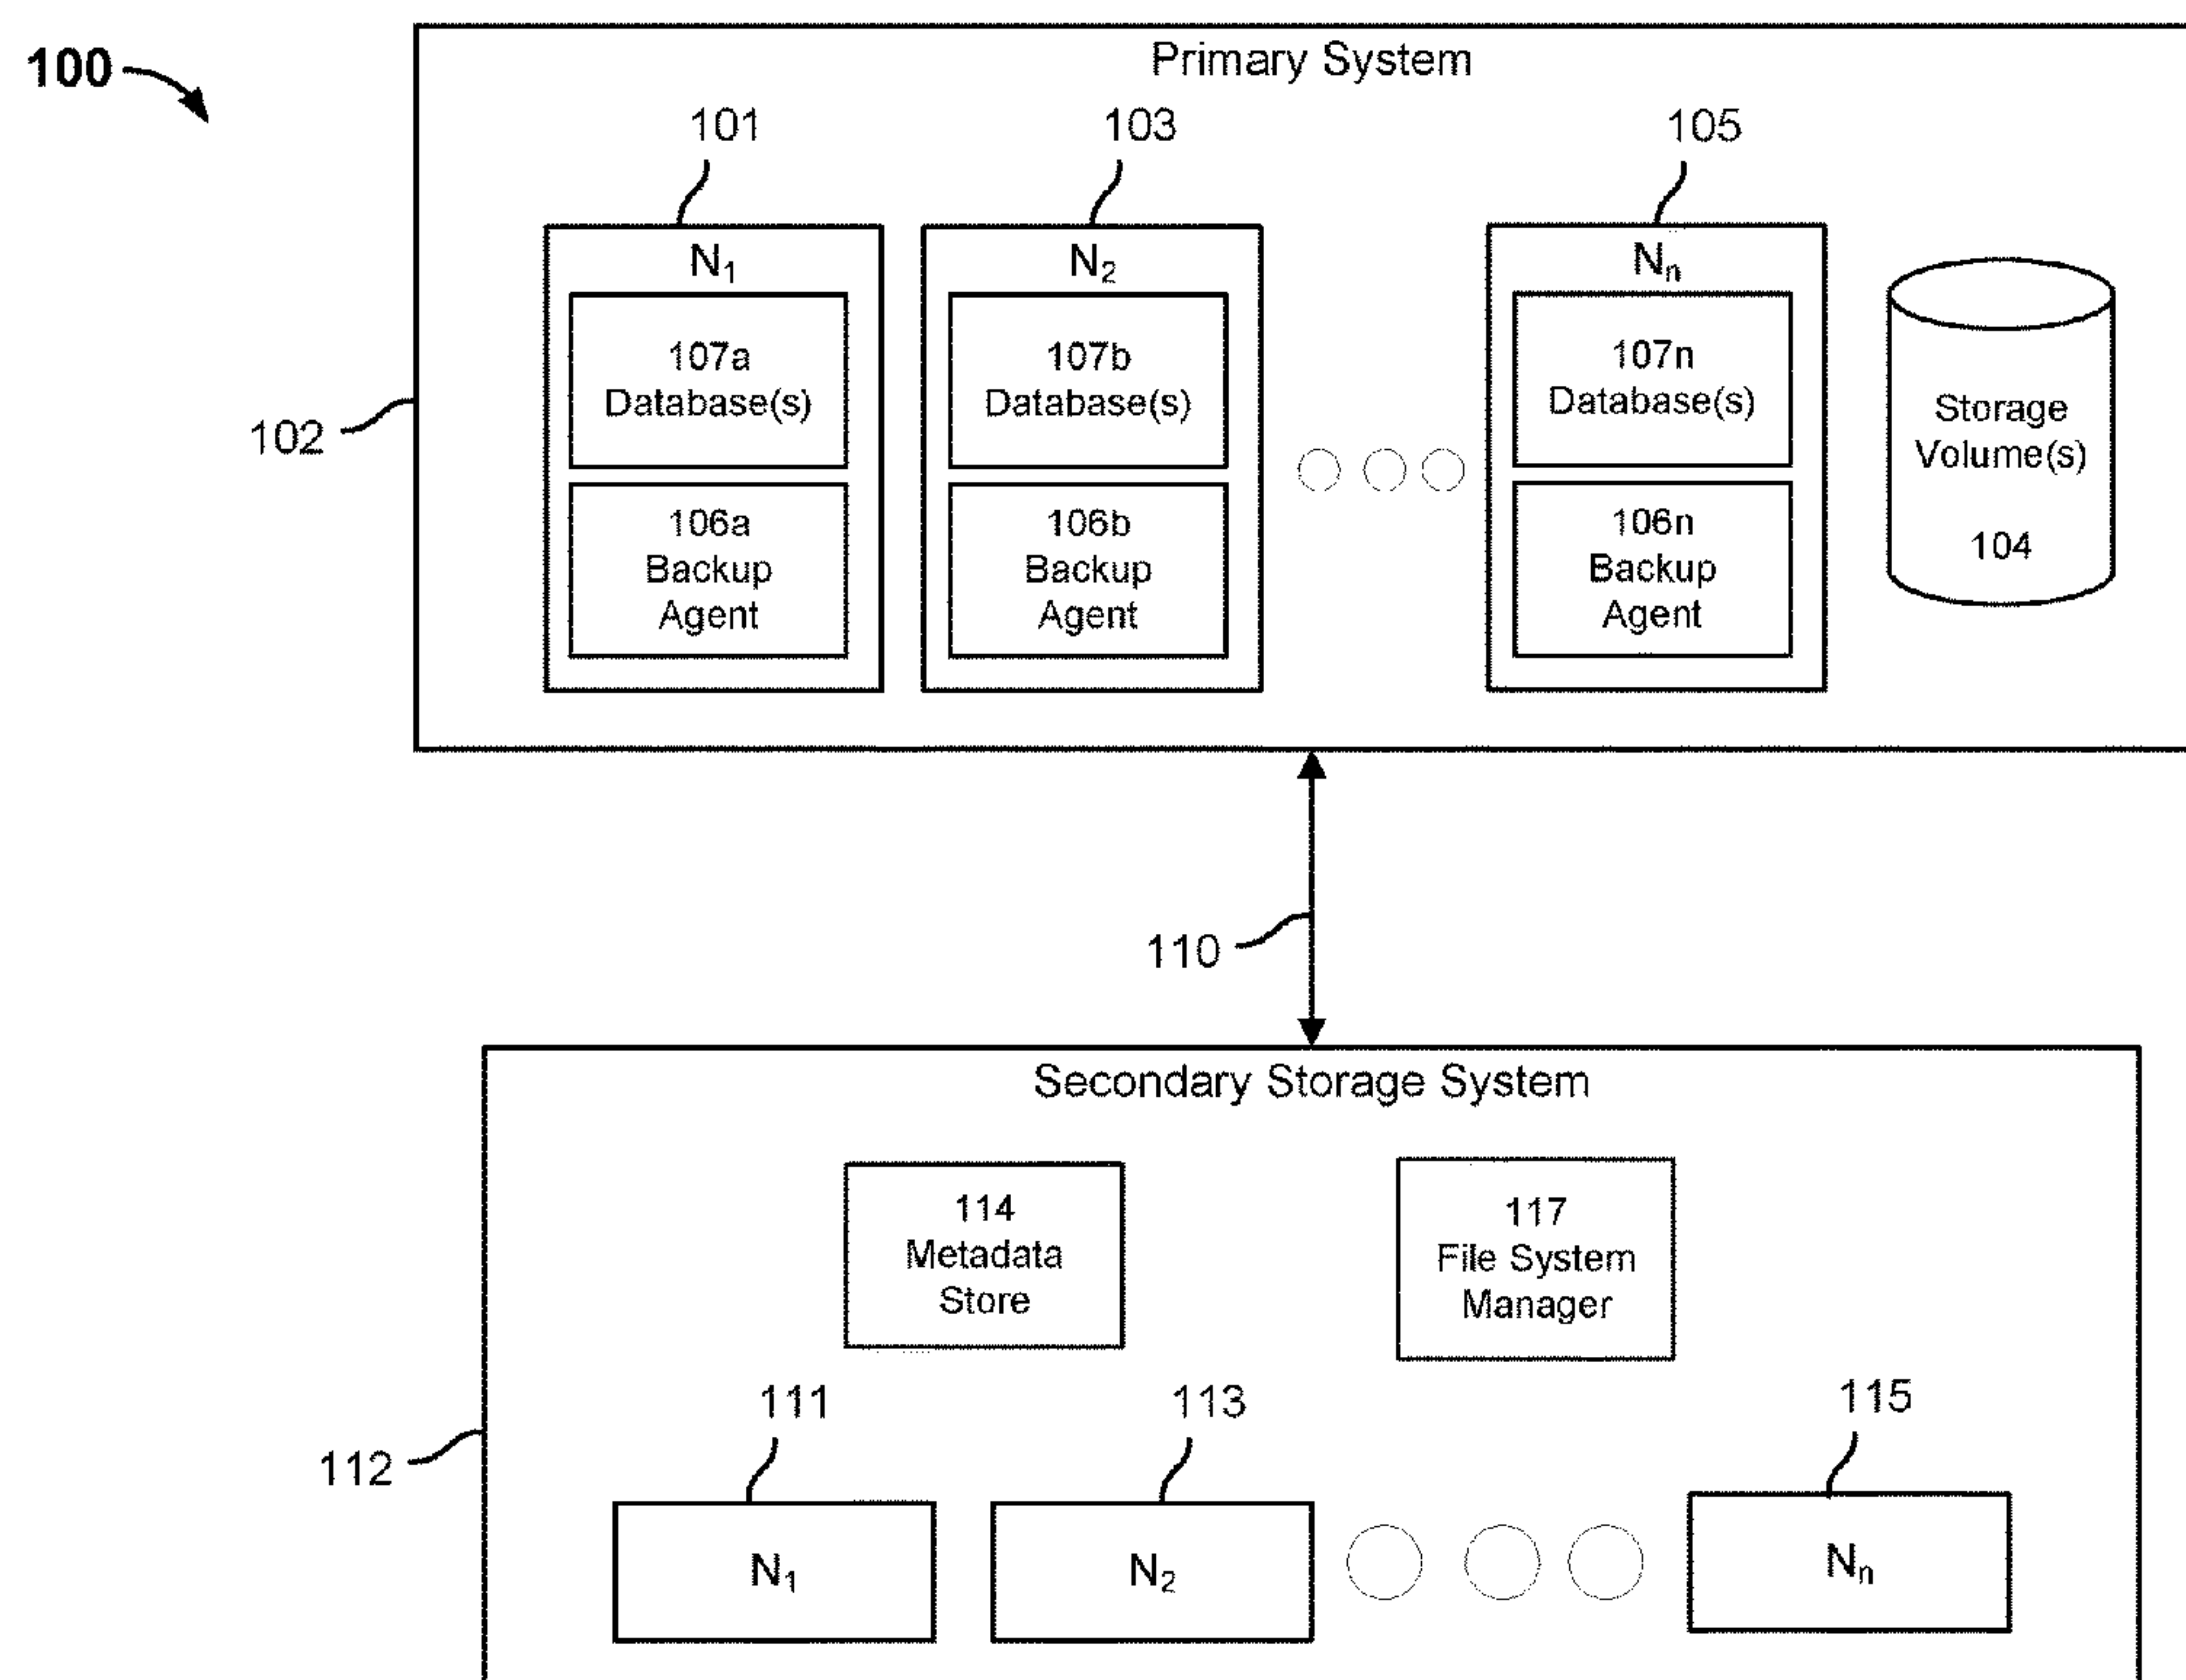 100
Primary System
101
103
105
N₁
N₂
Nₙ
107a
Database(s)
107b
Database(s)
107n
Database(s)
Storage
Volume(s)
104
102
106a
Backup
Agent
106b
Backup
Agent
106n
Backup
Agent
110
Secondary Storage System
114
Metadata
Store
117
File System
Manager
111
113
115
112
N₁
N₂
Nₙ